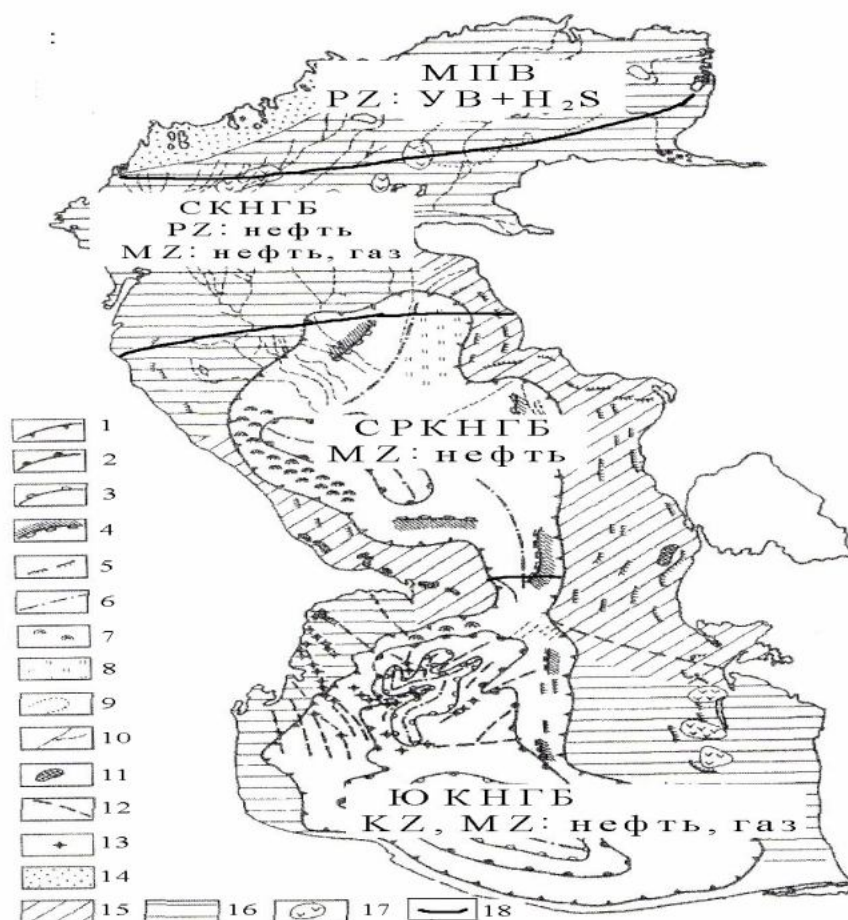 :
МПВ
PZ: УВ+H₂S
СКНГБ
PZ: нефть
MZ: нефть, газ
СРКНГБ
MZ: нефть
ЮКНГБ
KZ, MZ: нефть, газ
1
2
3
4
5
6
7
8
9
10
11
12
13
14
15 16 17 18